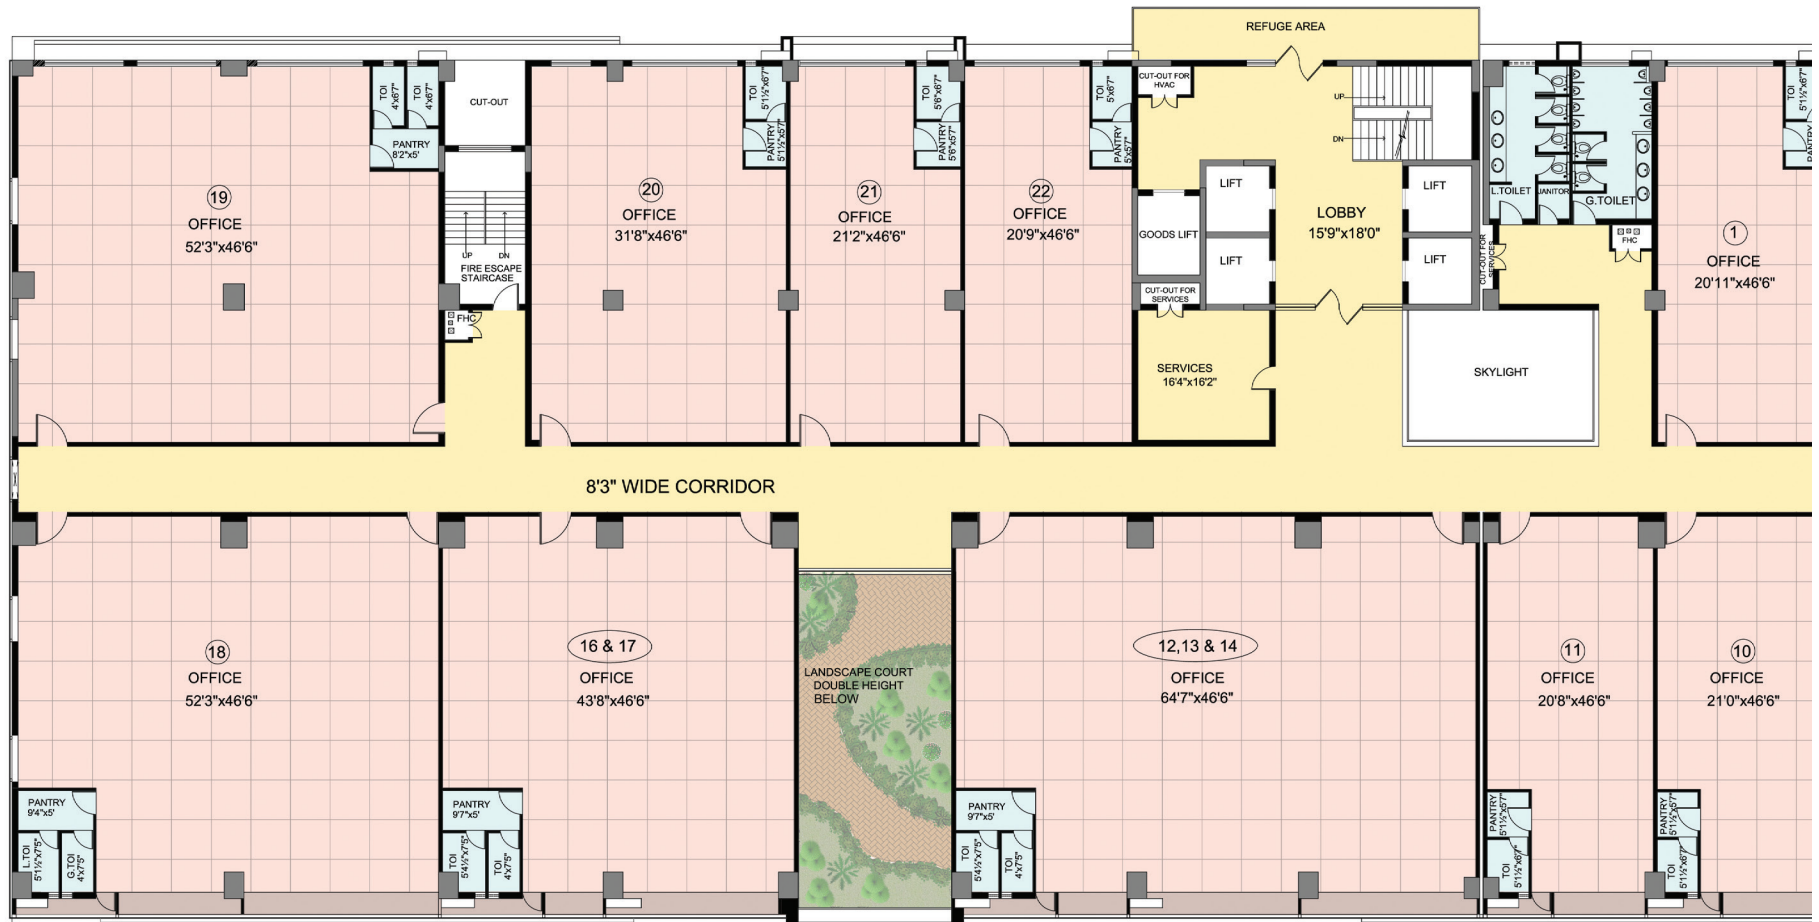 REFUGE AREA
TOI
4'x6'7"
TOI
4'x6'7"
PANTRY
8'2"x5'
CUT-OUT
TOI
5'1½"x6'7"
PANTRY
5'1½"x5'7"
TOI
5'6"x6'7"
PANTRY
5'6"x5'7"
TOI
5'x6'7"
PANTRY
5'x5'7"
CUT-OUT FOR
HVAC
UP
DN
L.TOILET
JANITOR
G.TOILET
TOI
5'1½"x6'7"
PANTRY
5'1½"x5'7"
19
OFFICE
52'3"x46'6"
UP
DN
FIRE ESCAPE
STAIRCASE
FHC
20
OFFICE
31'8"x46'6"
21
OFFICE
21'2"x46'6"
22
OFFICE
20'9"x46'6"
GOODS LIFT
LIFT
LIFT
LOBBY
15'9"x18'0"
LIFT
LIFT
CUT-OUT FOR
SERVICES
CUT-OUT FOR
SERVICES
FHC
1
OFFICE
20'11"x46'6"
SERVICES
16'4"x16'2"
SKYLIGHT
8'3" WIDE CORRIDOR
18
OFFICE
52'3"x46'6"
16 & 17
OFFICE
43'8"x46'6"
LANDSCAPE COURT
DOUBLE HEIGHT
BELOW
12,13 & 14
OFFICE
64'7"x46'6"
11
OFFICE
20'8"x46'6"
10
OFFICE
21'0"x46'6"
PANTRY
9'4"x5'
L.TOI
5'1½"x7'5"
G.TOI
4'x7'5"
PANTRY
9'7"x5'
TOI
5'4½"x7'5"
TOI
4'x7'5"
PANTRY
9'7"x5'
TOI
5'4½"x7'5"
TOI
4'x7'5"
PANTRY
5'1½"x5'7"
TOI
5'1½"x6'7"
PANTRY
5'1½"x5'7"
TOI
5'1½"x6'7"